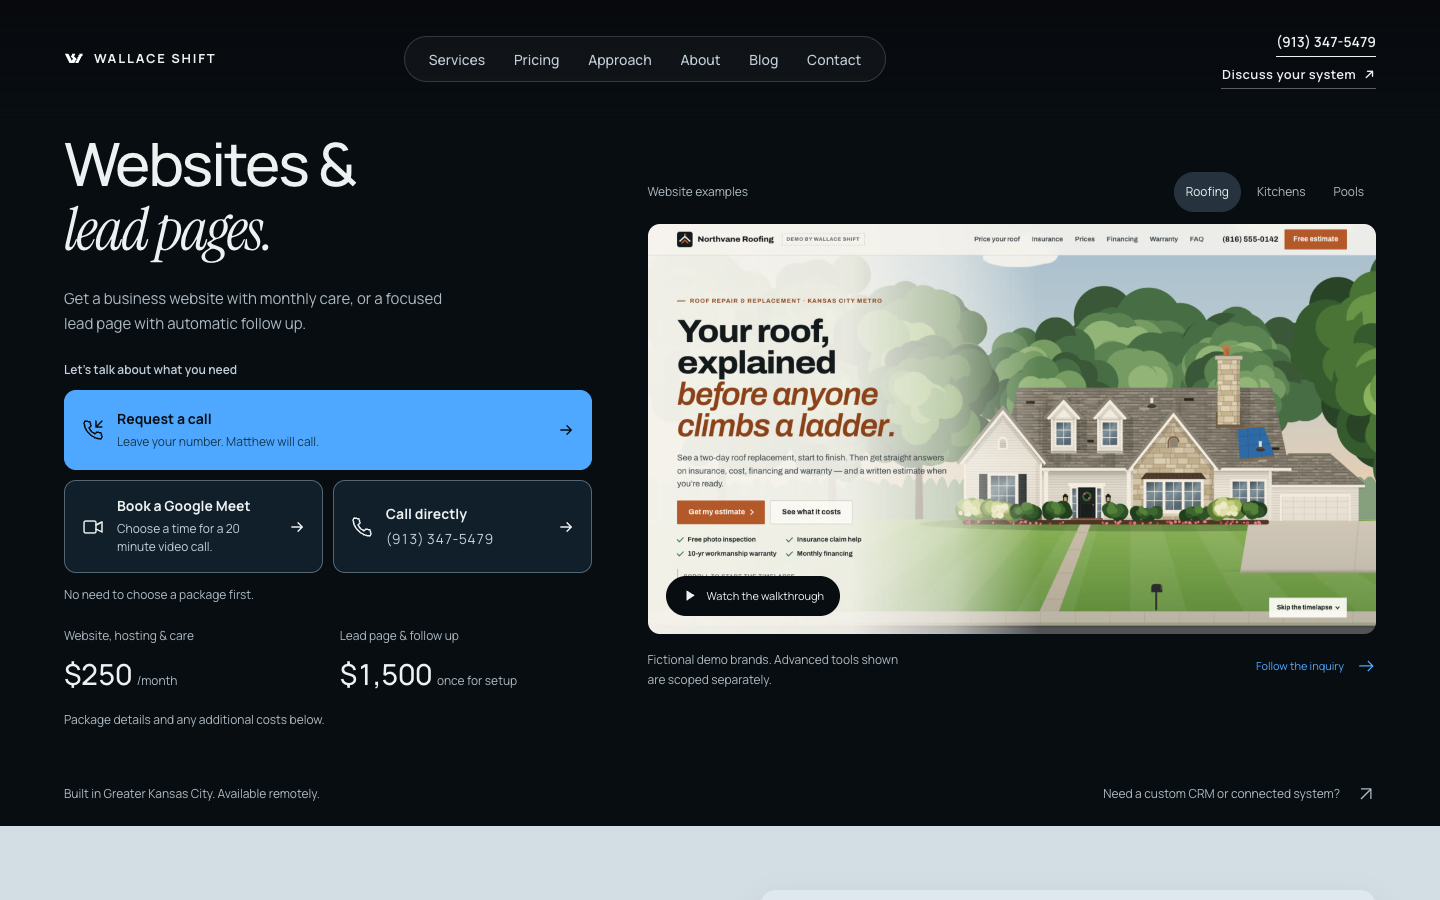 WALLACE SHIFT
Services Pricing Approach About Blog Contact
(913) 347-5479
Discuss your system
Websites &
lead pages.
Get a business website with monthly care, or a focused
lead page with automatic follow up.
Let's talk about what you need
Request a call
Leave your number. Matthew will call.
Book a Google Meet
Choose a time for a 20
minute video call.
Call directly
(913) 347-5479
No need to choose a package first.
Website, hosting & care
$250 /month
Lead page & follow up
$1,500 once for setup
Package details and any additional costs below.
Website examples
Roofing Kitchens Pools
Northvane Roofing DEMO BY WALLACE SHIFT
Price your roof Insurance Prices Financing Warranty FAQ (816) 555-0142 Free estimate
ROOF REPAIR & REPLACEMENT · KANSAS CITY METRO
Your roof,
explained
before anyone
climbs a ladder.
See a two-day roof replacement, start to finish. Then get straight answers
on insurance, cost, financing and warranty — and a written estimate when
you're ready.
Get my estimate See what it costs
Free photo inspection Insurance claim help
10-yr workmanship warranty Monthly financing
Watch the walkthrough
Skip the timelapse
Fictional demo brands. Advanced tools shown
are scoped separately.
Follow the inquiry
Built in Greater Kansas City. Available remotely.
Need a custom CRM or connected system?